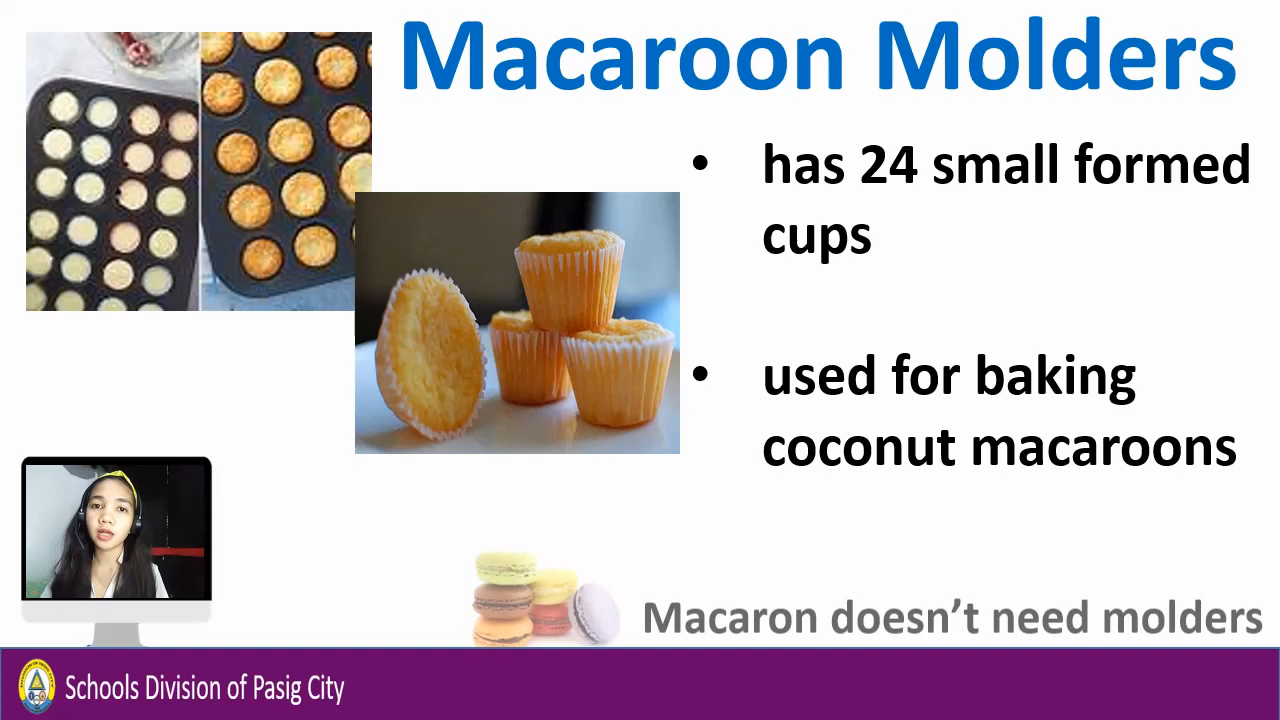 Macaroon Molders
• has 24 small formed
cups
• used for baking
coconut macaroons
Macaron doesn’t need molders
Schools Division of Pasig City